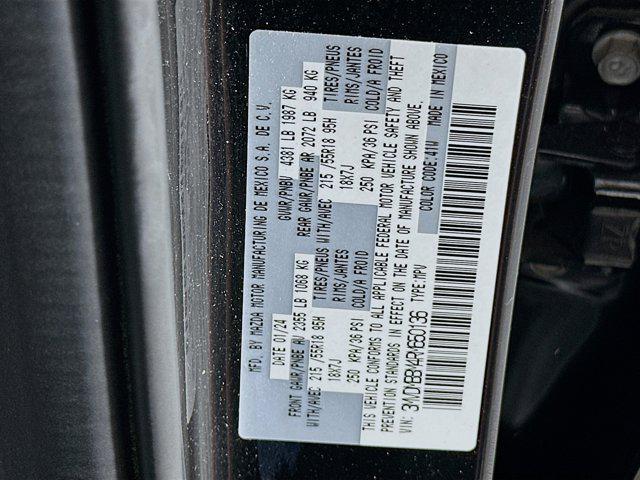 MFD. BY MAZDA MOTOR MANUFACTURING DE MEXICO S.A. DE C.V.
DATE 01/24 GVWR/PNBV 4381 LB 1987 KG
FRONT GAWR/PNBE AV 2355 LB 1068 KG REAR GAWR/PNBE AR 2072 LB 940 KG
WITH/AVEC 215/55R18 95H TIRES/PNEUS WITH/AVEC 215/55R18 95H TIRES/PNEUS
18X7J RIMS/JANTES 18X7J RIMS/JANTES
250 KPA/36 PSI COLD/A FROID 250 KPA/36 PSI COLD/A FROID
THIS VEHICLE CONFORMS TO ALL APPLICABLE FEDERAL MOTOR VEHICLE SAFETY AND THEFT
PREVENTION STANDARDS IN EFFECT ON THE DATE OF MANUFACTURE SHOWN ABOVE.
VIN: 3MVDMBBM4RM650136 TYPE:MPV COLOR CODE:41W MADE IN MEXICO